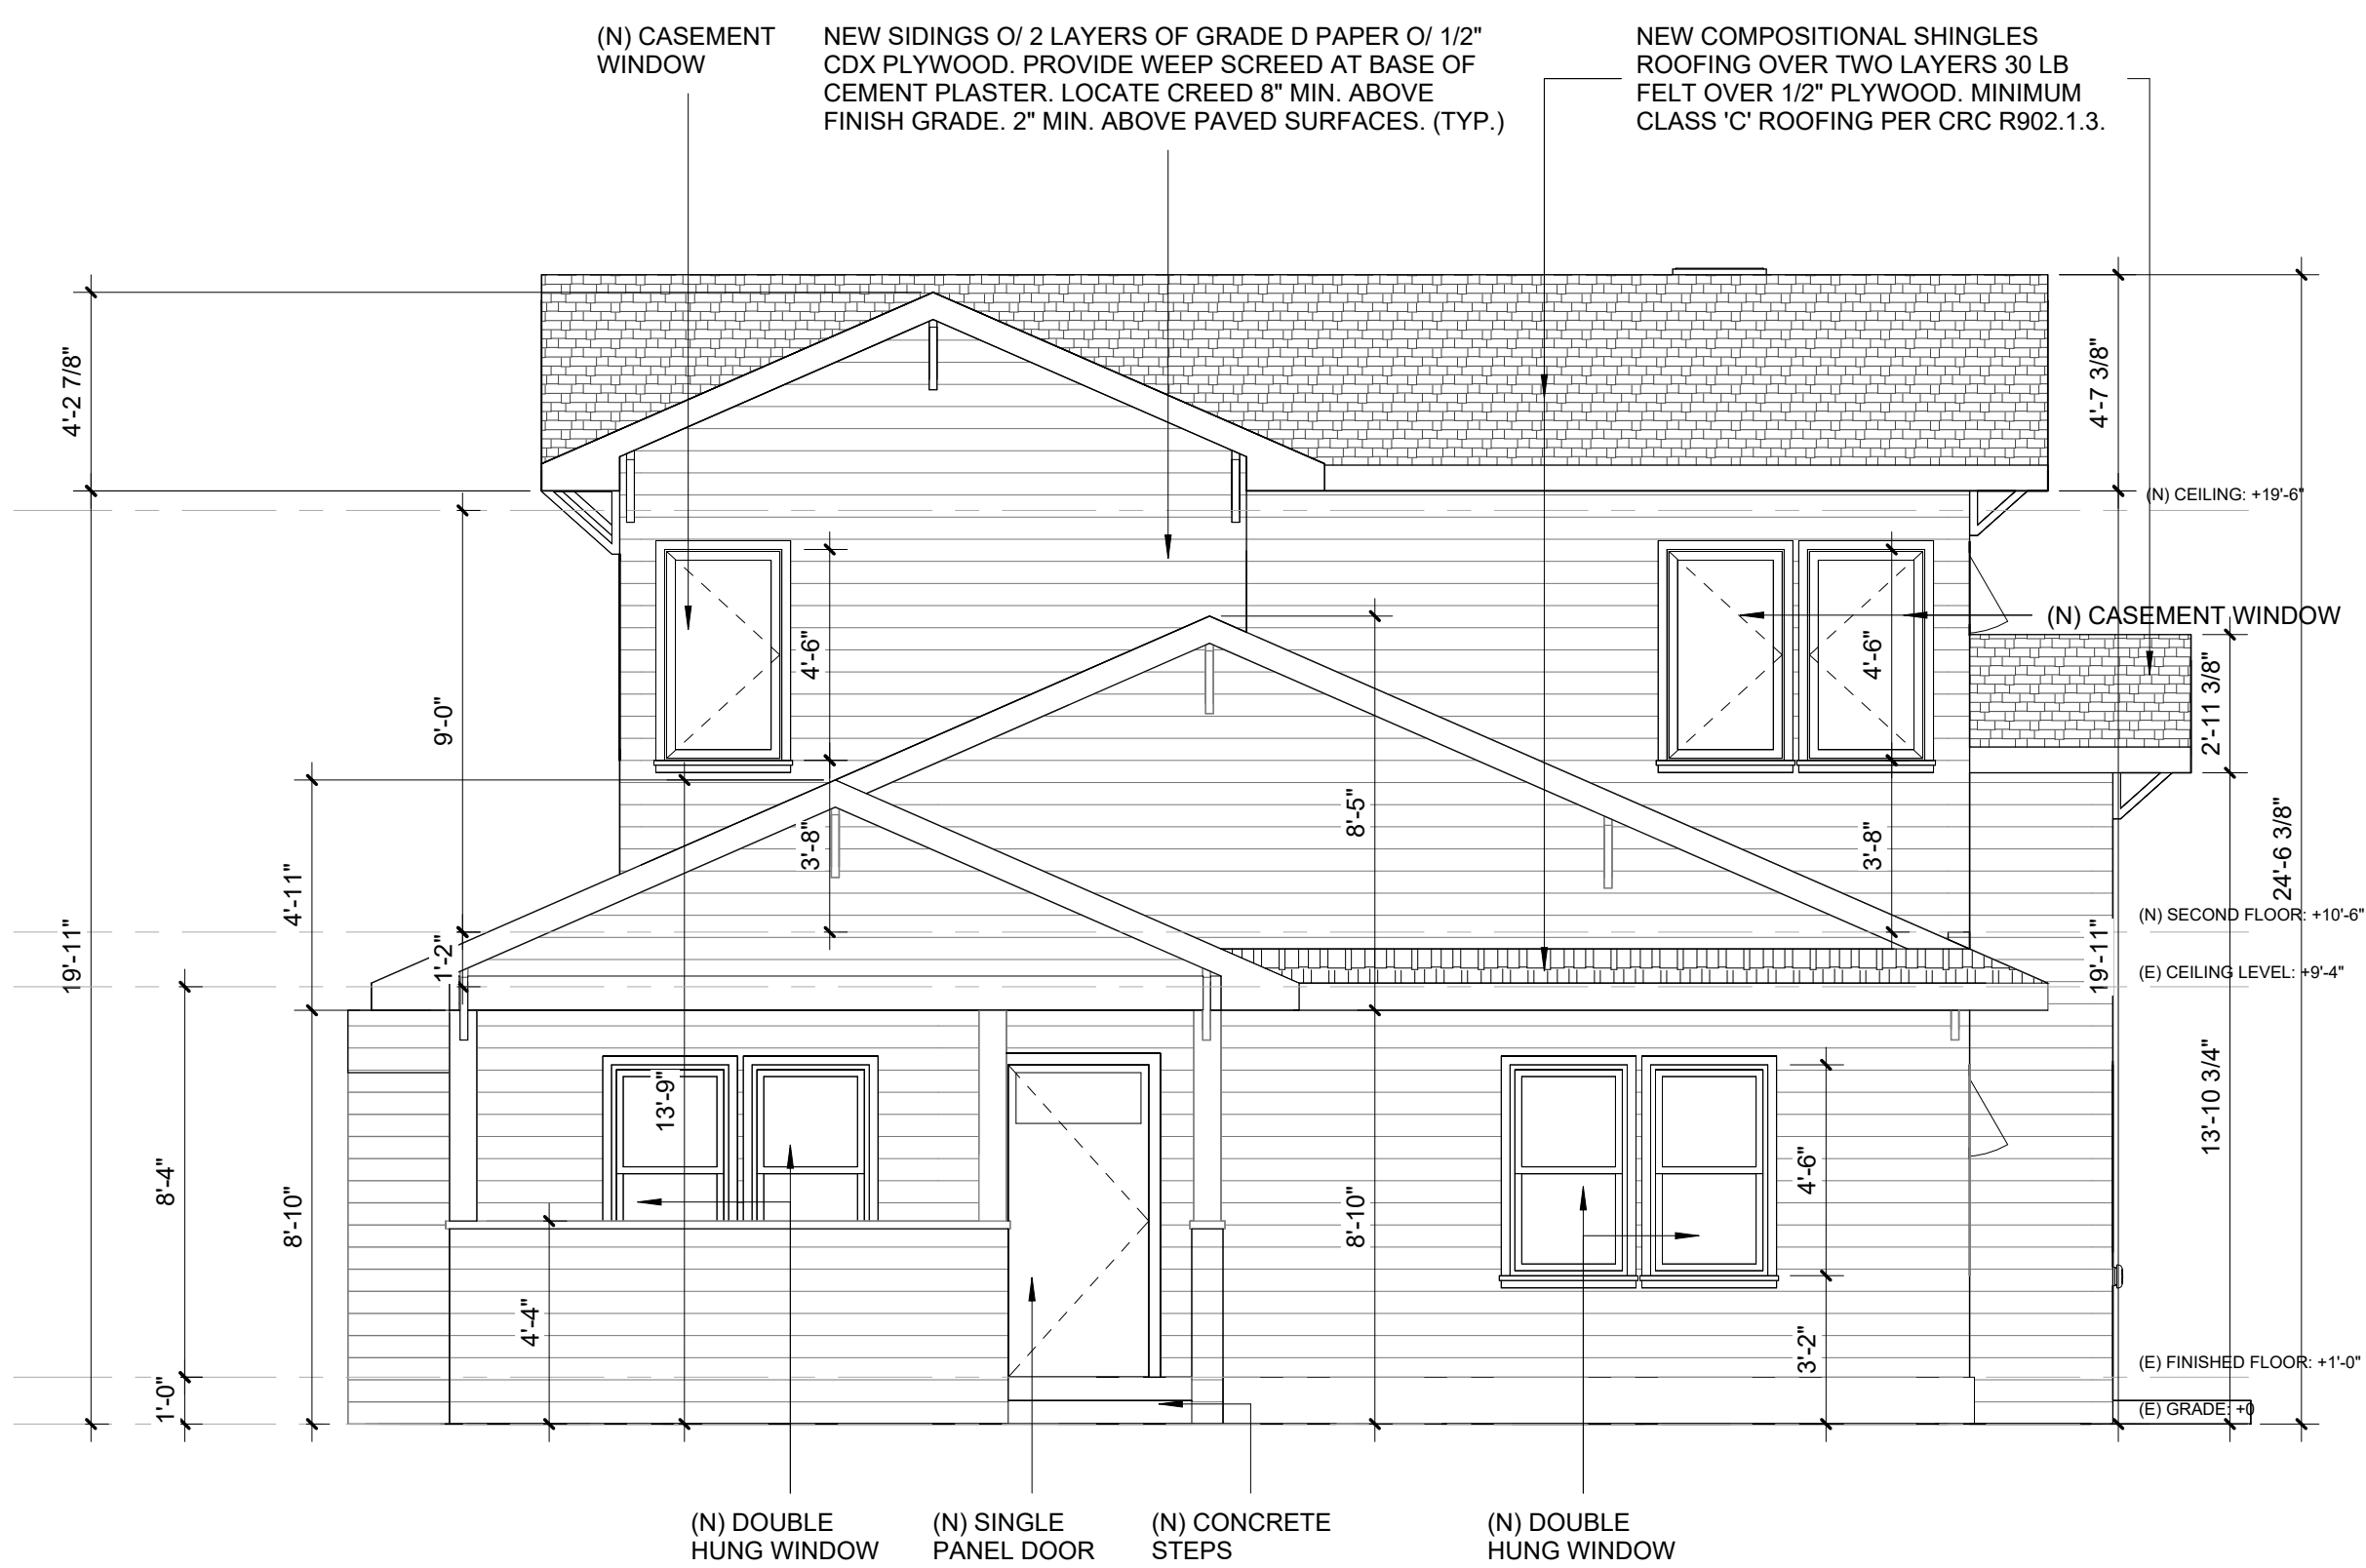 (N) CASEMENT
WINDOW
NEW SIDINGS O/ 2 LAYERS OF GRADE D PAPER O/ 1/2"
CDX PLYWOOD. PROVIDE WEEP SCREED AT BASE OF
CEMENT PLASTER. LOCATE CREED 8" MIN. ABOVE
FINISH GRADE. 2" MIN. ABOVE PAVED SURFACES. (TYP.)
NEW COMPOSITIONAL SHINGLES
ROOFING OVER TWO LAYERS 30 LB
FELT OVER 1/2" PLYWOOD. MINIMUM
CLASS 'C' ROOFING PER CRC R902.1.3.
4'-2 7/8"
4'-7 3/8"
(N) CEILING: +19'-6"
(N) CASEMENT WINDOW
4'-6"
4'-6"
2'-11 3/8"
9'-0"
8'-5"
3'-8"
3'-8"
24'-6 3/8"
4'-11"
19'-11"
1'-2"
19'-11"
(N) SECOND FLOOR: +10'-6"
(E) CEILING LEVEL: +9'-4"
13'-9"
13'-10 3/4"
8'-4"
8'-10"
8'-10"
4'-6"
4'-4"
3'-2"
1'-0"
(E) FINISHED FLOOR: +1'-0"
(E) GRADE: +0
(N) DOUBLE
HUNG WINDOW
(N) SINGLE
PANEL DOOR
(N) CONCRETE
STEPS
(N) DOUBLE
HUNG WINDOW